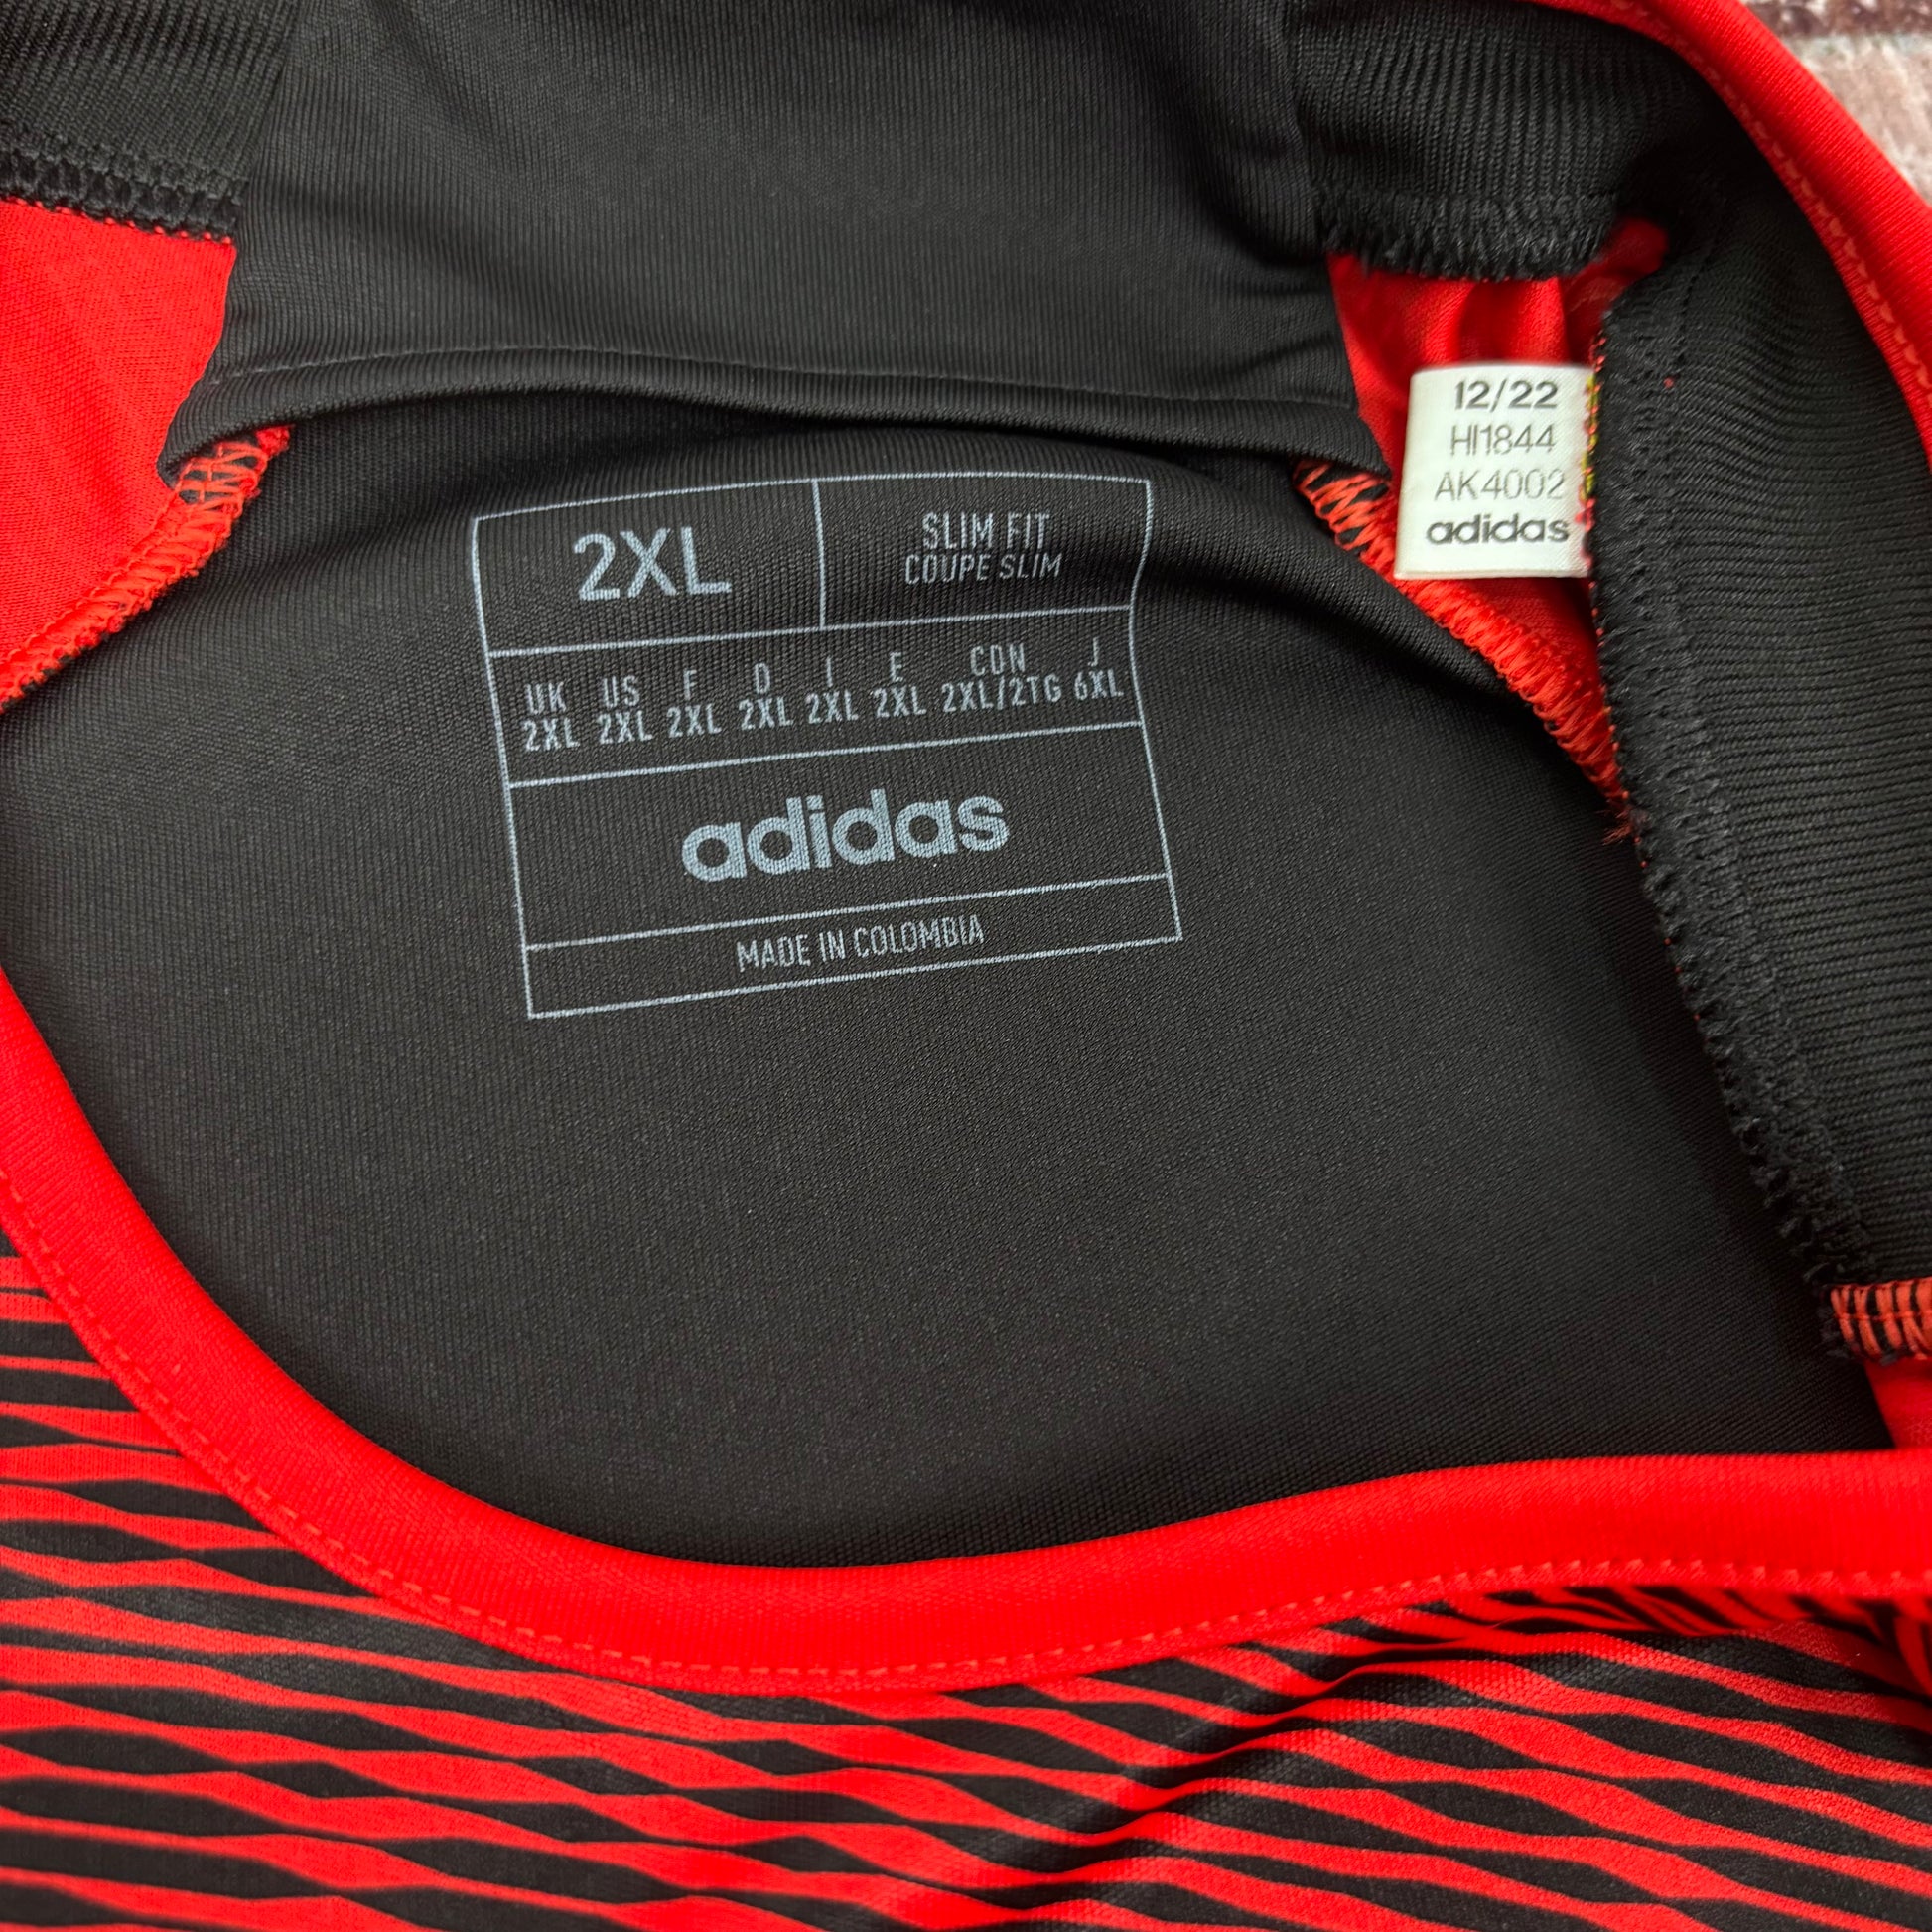 12/22
HI1844
AK4002
adidas
2XL
SLIM FIT
COUPE SLIM
UK US F D I E CDN J
2XL 2XL 2XL 2XL 2XL 2XL 2XL/2TG 6XL
adidas
MADE IN COLOMBIA